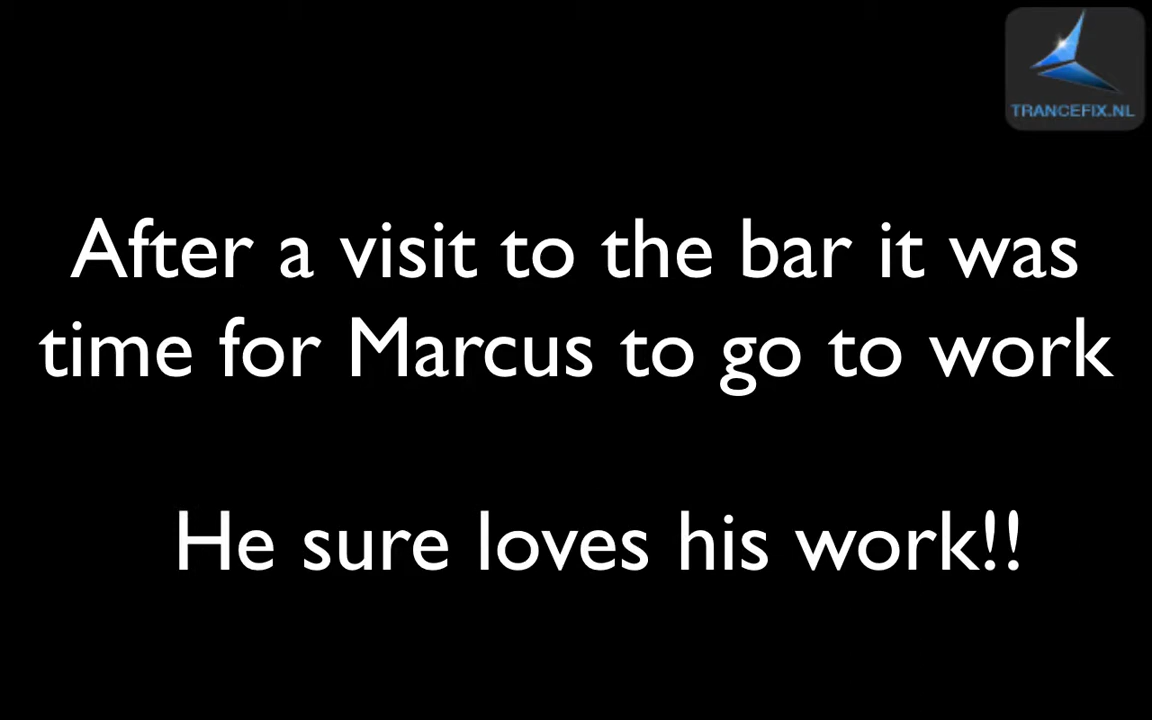 TRANCEFIX.NL
After a visit to the bar it was
time for Marcus to go to work
He sure loves his work!!